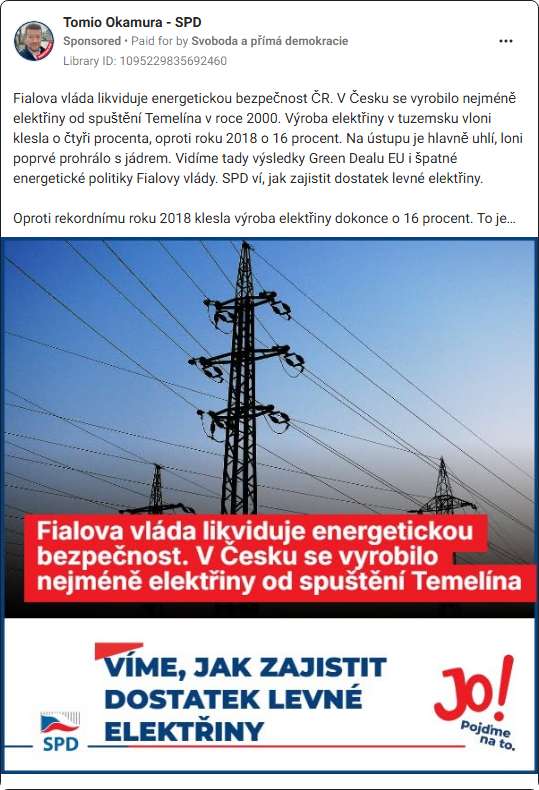 Tomio Okamura - SPD
Sponsored • Paid for by Svoboda a přímá demokracie
Library ID: 1095229835692460
Fialova vláda likviduje energetickou bezpečnost ČR. V Česku se vyrobilo nejméně
elektřiny od spuštění Temelína v roce 2000. Výroba elektřiny v tuzemsku vloni
klesla o čtyři procenta, oproti roku 2018 o 16 procent. Na ústupu je hlavně uhlí, loni
poprvé prohrálo s jádrem. Vidíme tady výsledky Green Dealu EU i špatné
energetické politiky Fialovy vlády. SPD ví, jak zajistit dostatek levné elektřiny.
Oproti rekordnímu roku 2018 klesla výroba elektřiny dokonce o 16 procent. To je…
Fialova vláda likviduje energetickou
bezpečnost. V Česku se vyrobilo
nejméně elektřiny od spuštění Temelína
VÍME, JAK ZAJISTIT
DOSTATEK LEVNÉ
ELEKTŘINY
SPD
Jo!
Pojďme
na to.